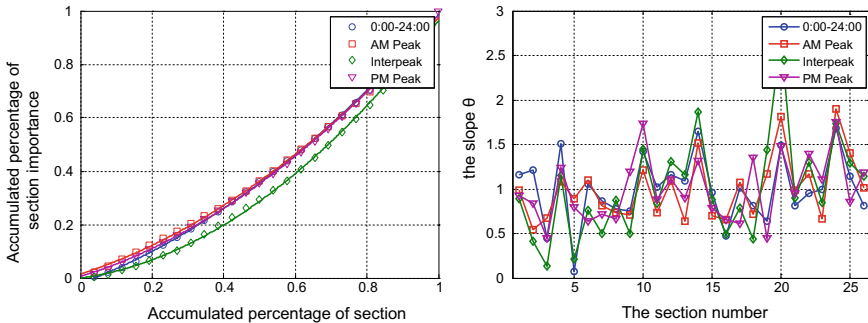 1
0.8
0.6
0.4
0.2
0
0
0.2
0.4
0.6
0.8
1
Accumulated percentage of
section importance
Accumulated percentage of section
0:00-24:00
AM Peak
Interpeak
PM Peak
3
2.5
2
1.5
1
0.5
0
5
10
15
20
25
the slope θ
The section number
0:00-24:00
AM Peak
Interpeak
PM Peak